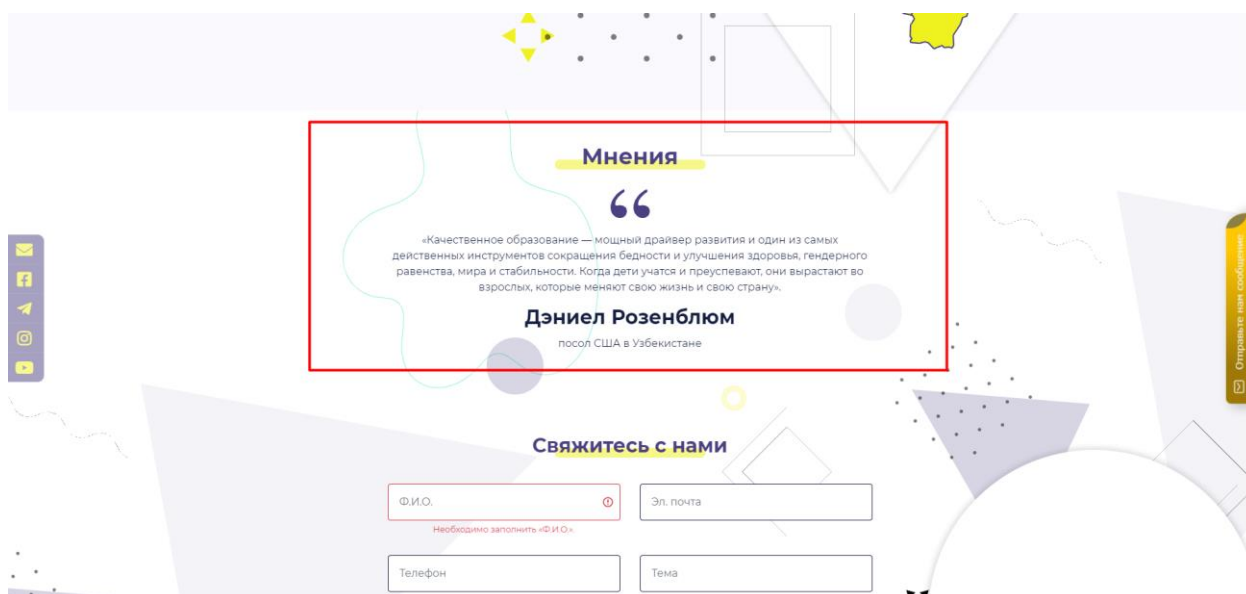 Мнения
“
«Качественное образование — мощный драйвер развития и один из самых
действенных инструментов сокращения бедности и улучшения здоровья, гендерного
равенства, мира и стабильности. Когда дети учатся и преуспевают, они вырастают во
взрослых, которые меняют свою жизнь и свою страну».
Дэниел Розенблюм
посол США в Узбекистане
Отправьте нам сообщение
Свяжитесь с нами
Ф.И.О.
Эл. почта
Необходимо заполнить «Ф.И.О.».
Телефон
Тема